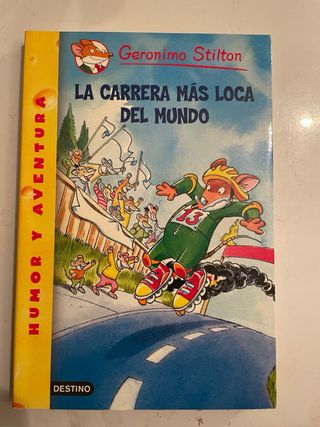 Geronimo Stilton
LA CARRERA MÁS LOCA
DEL MUNDO
HUMOR Y AVENTURA
13
DESTINO